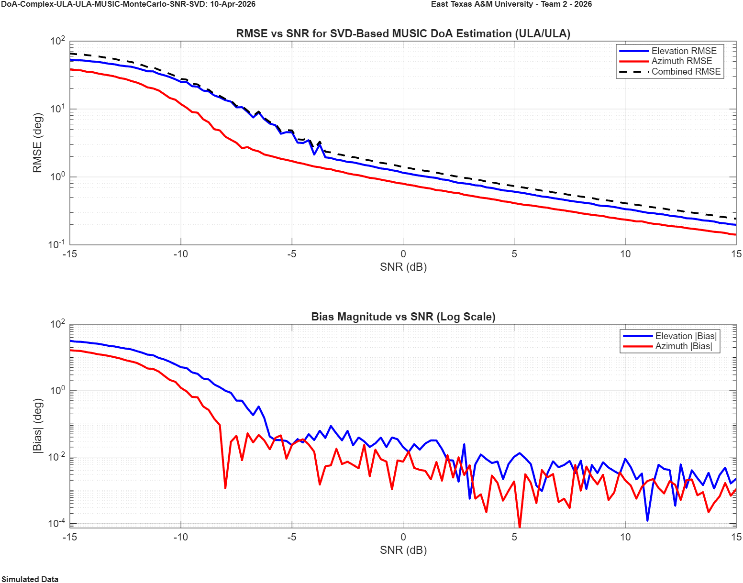 DoA-Complex-ULA-ULA-MUSIC-MonteCarlo-SNR-SVD: 10-Apr-2026
East Texas A&M University - Team 2 - 2026
RMSE vs SNR for SVD-Based MUSIC DoA Estimation (ULA/ULA)
Elevation RMSE
Azimuth RMSE
Combined RMSE
10²
10¹
10⁰
10⁻¹
RMSE (deg)
-15 -10 -5 0 5 10 15
SNR (dB)
Bias Magnitude vs SNR (Log Scale)
Elevation |Bias|
Azimuth |Bias|
10²
10⁰
10⁻²
10⁻⁴
|Bias| (deg)
-15 -10 -5 0 5 10 15
SNR (dB)
Simulated Data